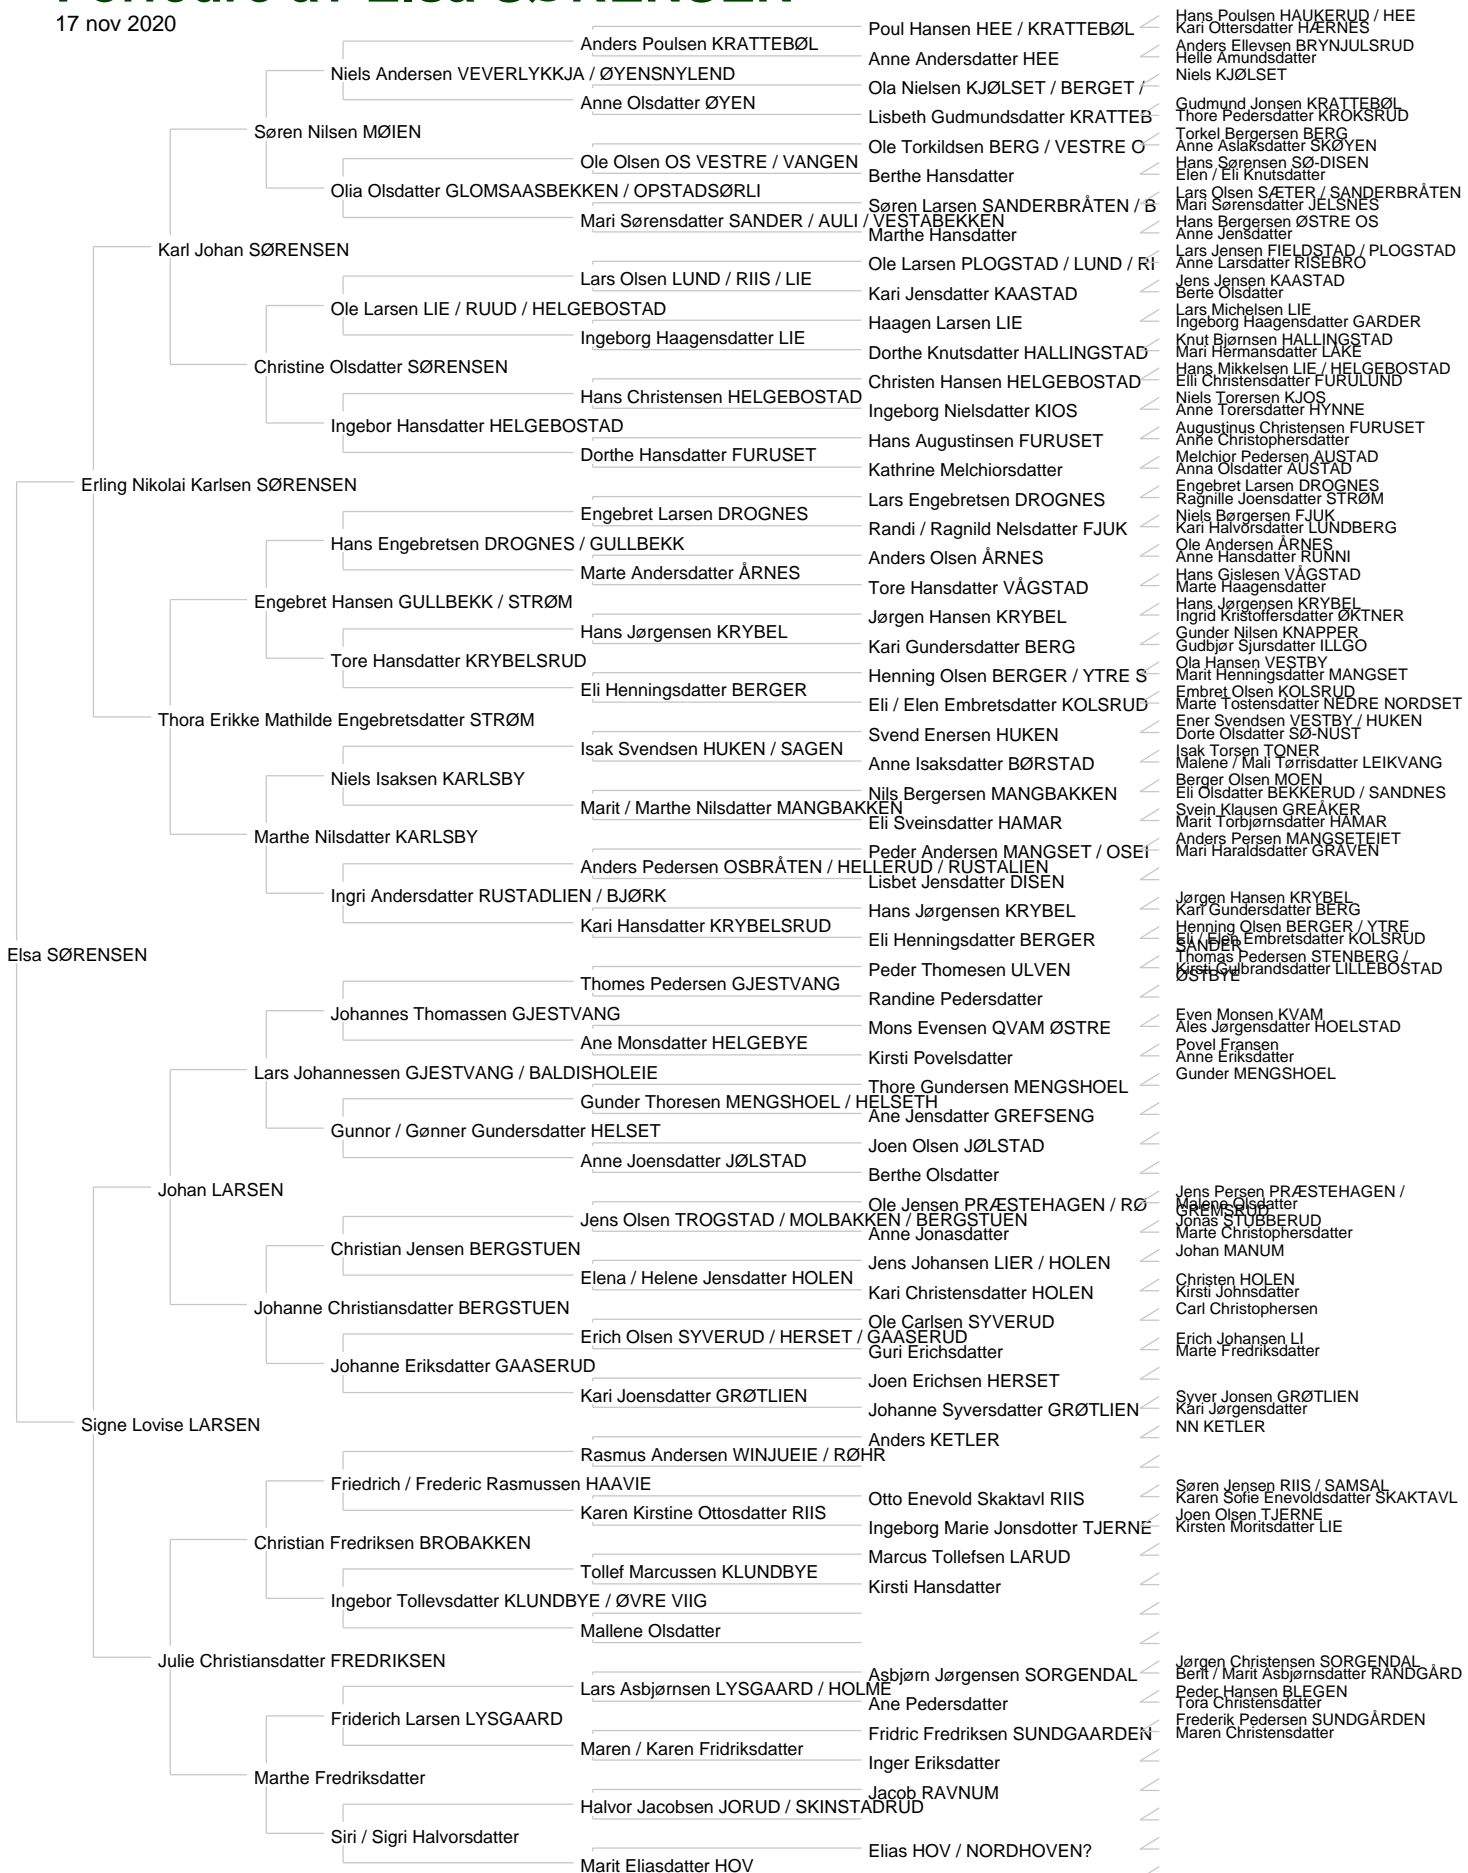 17 nov 2020
Elsa SØRENSEN
Erling Nikolai Karlsen SØRENSEN
Signe Lovise LARSEN
Karl Johan SØRENSEN
Thora Erikke Mathilde Engebretsdatter STRØM
Johan LARSEN
Julie Christiansdatter FREDRIKSEN
Søren Nilsen MØIEN
Christine Olsdatter SØRENSEN
Engebret Hansen GULLBEKK / STRØM
Marthe Nilsdatter KARLSBY
Lars Johannessen GJESTVANG / BALDISHOLEIE
Johanne Christiansdatter BERGSTUEN
Christian Fredriksen BROBAKKEN
Marthe Fredriksdatter
Niels Andersen VEVERLYKKJA / ØYENSNYLEND
Olia Olsdatter GLOMSAASBEKKEN / OPSTADSØRLI
Ole Larsen LIE / RUUD / HELGEBOSTAD
Ingebor Hansdatter HELGEBOSTAD
Hans Engebretsen DROGNES / GULLBEKK
Tore Hansdatter KRYBELSRUD
Niels Isaksen KARLSBY
Ingri Andersdatter RUSTADLIEN / BJØRK
Johannes Thomassen GJESTVANG
Gunnor / Gønner Gundersdatter HELSET
Christian Jensen BERGSTUEN
Johanne Eriksdatter GAASERUD
Friedrich / Frederic Rasmussen HAAVIE
Ingebor Tollevsdatter KLUNDBYE / ØVRE VIIG
Friderich Larsen LYSGAARD
Siri / Sigri Halvorsdatter
Anders Poulsen KRATTEBØL
Anne Olsdatter ØYEN
Ole Olsen OS VESTRE / VANGEN
Mari Sørensdatter SANDER / AULI / VESTABEKKEN
Lars Olsen LUND / RIIS / LIE
Ingeborg Haagensdatter LIE
Hans Christensen HELGEBOSTAD
Dorthe Hansdatter FURUSET
Engebret Larsen DROGNES
Marte Andersdatter ÅRNES
Hans Jørgensen KRYBEL
Eli Henningsdatter BERGER
Isak Svendsen HUKEN / SAGEN
Marit / Marthe Nilsdatter MANGBAKKEN
Anders Pedersen OSBRÅTEN / HELLERUD / RUSTALIEN
Kari Hansdatter KRYBELSRUD
Thomes Pedersen GJESTVANG
Ane Monsdatter HELGEBYE
Gunder Thoresen MENGSHOEL / HELSETH
Anne Joensdatter JØLSTAD
Jens Olsen TROGSTAD / MOLBAKKEN / BERGSTUEN
Elena / Helene Jensdatter HOLEN
Erich Olsen SYVERUD / HERSET / GAASERUD
Kari Joensdatter GRØTLIEN
Rasmus Andersen WINJUEIE / RØHR
Karen Kirstine Ottosdatter RIIS
Tollef Marcussen KLUNDBYE
Mallene Olsdatter
Lars Asbjørnsen LYSGAARD / HOLME
Maren / Karen Fridriksdatter
Halvor Jacobsen JORUD / SKINSTADRUD
Marit Eliasdatter HOV
Poul Hansen HEE / KRATTEBØL
Anne Andersdatter HEE
Ola Nielsen KJØLSET / BERGET /
Lisbeth Gudmundsdatter KRATTEB
Ole Torkildsen BERG / VESTRE O
Berthe Hansdatter
Søren Larsen SANDERBRÅTEN / B
Marthe Hansdatter
Ole Larsen PLOGSTAD / LUND / RI
Kari Jensdatter KAASTAD
Haagen Larsen LIE
Dorthe Knutsdatter HALLINGSTAD
Christen Hansen HELGEBOSTAD
Ingeborg Nielsdatter KIOS
Hans Augustinsen FURUSET
Kathrine Melchiorsdatter
Lars Engebretsen DROGNES
Randi / Ragnild Nelsdatter FJUK
Anders Olsen ÅRNES
Tore Hansdatter VÅGSTAD
Jørgen Hansen KRYBEL
Kari Gundersdatter BERG
Henning Olsen BERGER / YTRE S
Eli / Elen Embretsdatter KOLSRUD
Svend Enersen HUKEN
Anne Isaksdatter BØRSTAD
Nils Bergersen MANGBAKKEN
Eli Sveinsdatter HAMAR
Peder Andersen MANGSET / OSEI
Lisbet Jensdatter DISEN
Hans Jørgensen KRYBEL
Eli Henningsdatter BERGER
Peder Thomesen ULVEN
Randine Pedersdatter
Mons Evensen QVAM ØSTRE
Kirsti Povelsdatter
Thore Gundersen MENGSHOEL
Ane Jensdatter GREFSENG
Joen Olsen JØLSTAD
Berthe Olsdatter
Ole Jensen PRÆSTEHAGEN / RØ
Anne Jonasdatter
Jens Johansen LIER / HOLEN
Kari Christensdatter HOLEN
Ole Carlsen SYVERUD
Guri Erichsdatter
Joen Erichsen HERSET
Johanne Syversdatter GRØTLIEN
Anders KETLER
Otto Enevold Skaktavl RIIS
Ingeborg Marie Jonsdotter TJERNE
Marcus Tollefsen LARUD
Kirsti Hansdatter
Asbjørn Jørgensen SORGENDAL
Ane Pedersdatter
Fridric Fredriksen SUNDGAARDEN
Inger Eriksdatter
Jacob RAVNUM
Elias HOV / NORDHOVEN?
Hans Poulsen HAUKERUD / HEE
Kari Ottersdatter HÆRNES
Anders Ellevsen BRYNJULSRUD
Helle Amundsdatter
Niels KJØLSET
Gudmund Jonsen KRATTEBØL
Thore Pedersdatter KROKSRUD
Torkel Bergersen BERG
Anne Aslaksdatter SKØYEN
Hans Sørensen SØ-DISEN
Elen / Eli Knutsdatter
Lars Olsen SÆTER / SANDERBRÅTEN
Mari Sørensdatter JELSNES
Hans Bergersen ØSTRE OS
Anne Jensdatter
Lars Jensen FIELDSTAD / PLOGSTAD
Anne Larsdatter RISEBRO
Jens Jensen KAASTAD
Berte Olsdatter
Lars Michelsen LIE
Ingeborg Haagensdatter GARDER
Knut Bjørnsen HALLINGSTAD
Mari Hermansdatter LAKE
Hans Mikkelsen LIE / HELGEBOSTAD
Elli Christensdatter FURULUND
Niels Torersen KJOS
Anne Torersdatter HYNNE
Augustinus Christensen FURUSET
Anne Christophersdatter
Melchior Pedersen AUSTAD
Anna Olsdatter AUSTAD
Engebret Larsen DROGNES
Ragnille Joensdatter STRØM
Niels Børgersen FJUK
Kari Halvorsdatter LUNDBERG
Ole Andersen ÅRNES
Anne Hansdatter RUNNI
Hans Gislesen VÅGSTAD
Marte Haagensdatter
Hans Jørgensen KRYBEL
Ingrid Kristoffersdatter ØKTNER
Gunder Nilsen KNAPPER
Gudbjør Sjursdatter ILLGO
Ola Hansen VESTBY
Marit Henningsdatter MANGSET
Embret Olsen KOLSRUD
Marte Tostensdatter NEDRE NORDSET
Ener Svendsen VESTBY / HUKEN
Dorte Olsdatter SØ-NUST
Isak Torsen TONER
Malene / Mali Tørrisdatter LEIKVANG
Berger Olsen MOEN
Eli Olsdatter BEKKERUD / SANDNES
Svein Klausen GREÅKER
Marit Torbjørnsdatter HAMAR
Anders Persen MANGSETEIET
Mari Haraldsdatter GRAVEN
Jørgen Hansen KRYBEL
Kari Gundersdatter BERG
Henning Olsen BERGER / YTRE
SANDER
Eli / Elen Embretsdatter KOLSRUD
Thomas Pedersen STENBERG /
ØSTBYE
Kirsti Gulbrandsdatter LILLEBOSTAD
Even Monsen KVAM
Ales Jørgensdatter HOELSTAD
Povel Fransen
Anne Eriksdatter
Gunder MENGSHOEL
Jens Persen PRÆSTEHAGEN /
GREMSRUD
Malene Olsdatter
Jonas STUBBERUD
Marte Christophersdatter
Johan MANUM
Christen HOLEN
Kirsti Johnsdatter
Carl Christophersen
Erich Johansen LI
Marte Fredriksdatter
Syver Jonsen GRØTLIEN
Kari Jørgensdatter
NN KETLER
Søren Jensen RIIS / SAMSAL
Karen Sofie Enevoldsdatter SKAKTAVL
Joen Olsen TJERNE
Kirsten Moritsdatter LIE
Jørgen Christensen SORGENDAL
Berit / Marit Asbjørnsdatter RANDGÅRD
Peder Hansen BLEGEN
Tora Christensdatter
Frederik Pedersen SUNDGÅRDEN
Maren Christensdatter